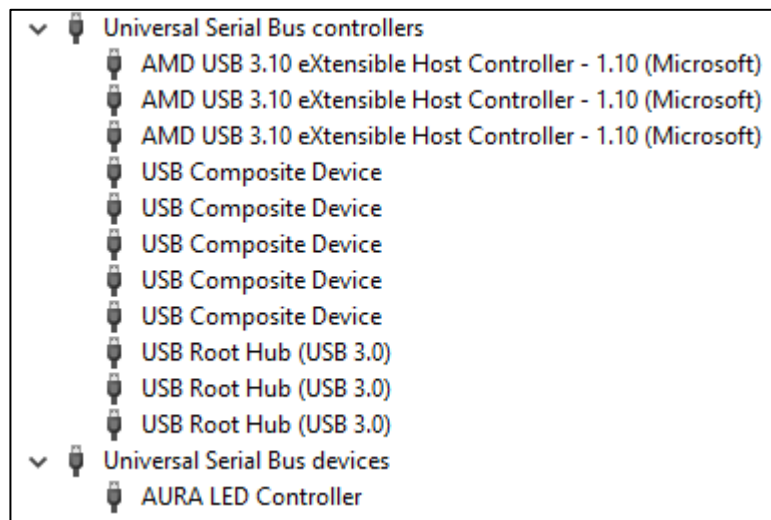 Universal Serial Bus controllers
AMD USB 3.10 eXtensible Host Controller - 1.10 (Microsoft)
AMD USB 3.10 eXtensible Host Controller - 1.10 (Microsoft)
AMD USB 3.10 eXtensible Host Controller - 1.10 (Microsoft)
USB Composite Device
USB Composite Device
USB Composite Device
USB Composite Device
USB Composite Device
USB Root Hub (USB 3.0)
USB Root Hub (USB 3.0)
USB Root Hub (USB 3.0)
Universal Serial Bus devices
AURA LED Controller